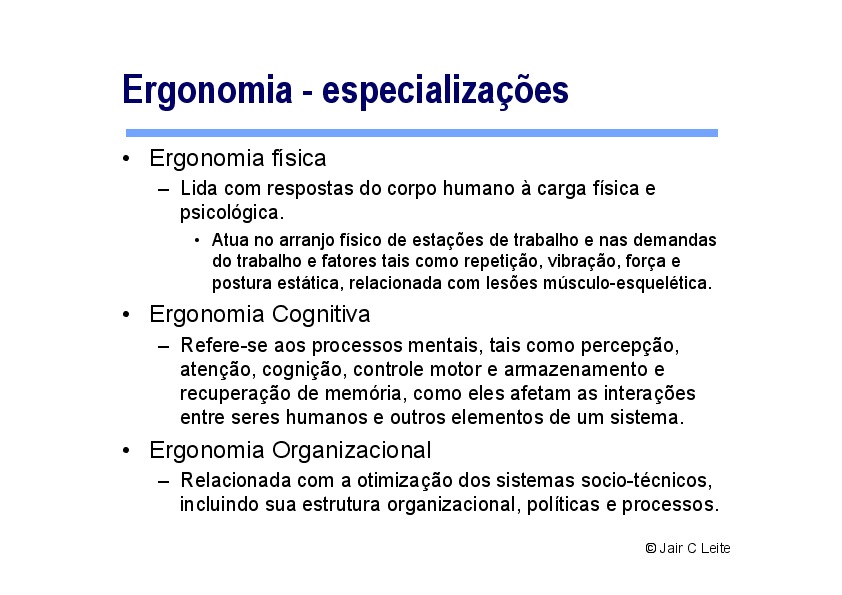 Ergonomia - especializações
• Ergonomia física
– Lida com respostas do corpo humano à carga física e
psicológica.
• Atua no arranjo físico de estações de trabalho e nas demandas
do trabalho e fatores tais como repetição, vibração, força e
postura estática, relacionada com lesões músculo-esquelética.
• Ergonomia Cognitiva
– Refere-se aos processos mentais, tais como percepção,
atenção, cognição, controle motor e armazenamento e
recuperação de memória, como eles afetam as interações
entre seres humanos e outros elementos de um sistema.
• Ergonomia Organizacional
– Relacionada com a otimização dos sistemas socio-técnicos,
incluindo sua estrutura organizacional, políticas e processos.
© Jair C Leite